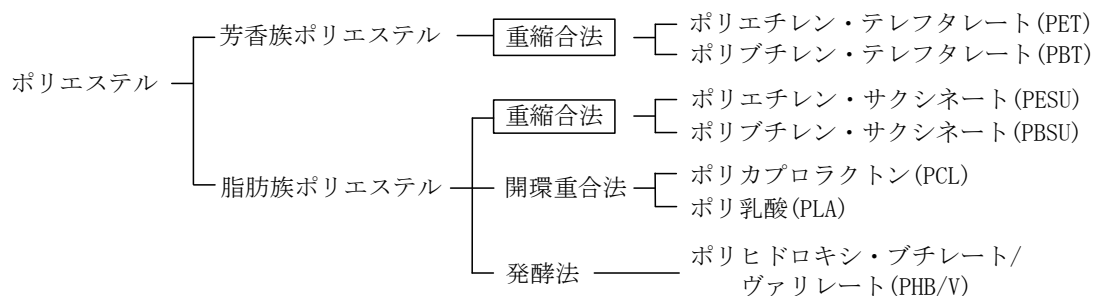 ポリエステル
芳香族ポリエステル
重縮合法
ポリエチレン・テレフタレート(PET)
ポリブチレン・テレフタレート(PBT)
脂肪族ポリエステル
重縮合法
ポリエチレン・サクシネート(PESU)
ポリブチレン・サクシネート(PBSU)
開環重合法
ポリカプロラクトン(PCL)
ポリ乳酸(PLA)
発酵法
ポリヒドロキシ・ブチレート/
ヴァリレート(PHB/V)